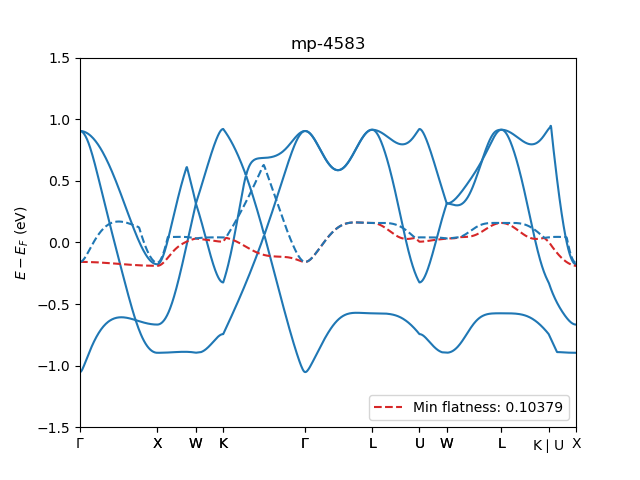 mp-4583
1.5
1.0
0.5
0.0
−0.5
−1.0
−1.5
E − E_F (eV)
Min flatness: 0.10379
Γ X W K Γ L U W L K | U X